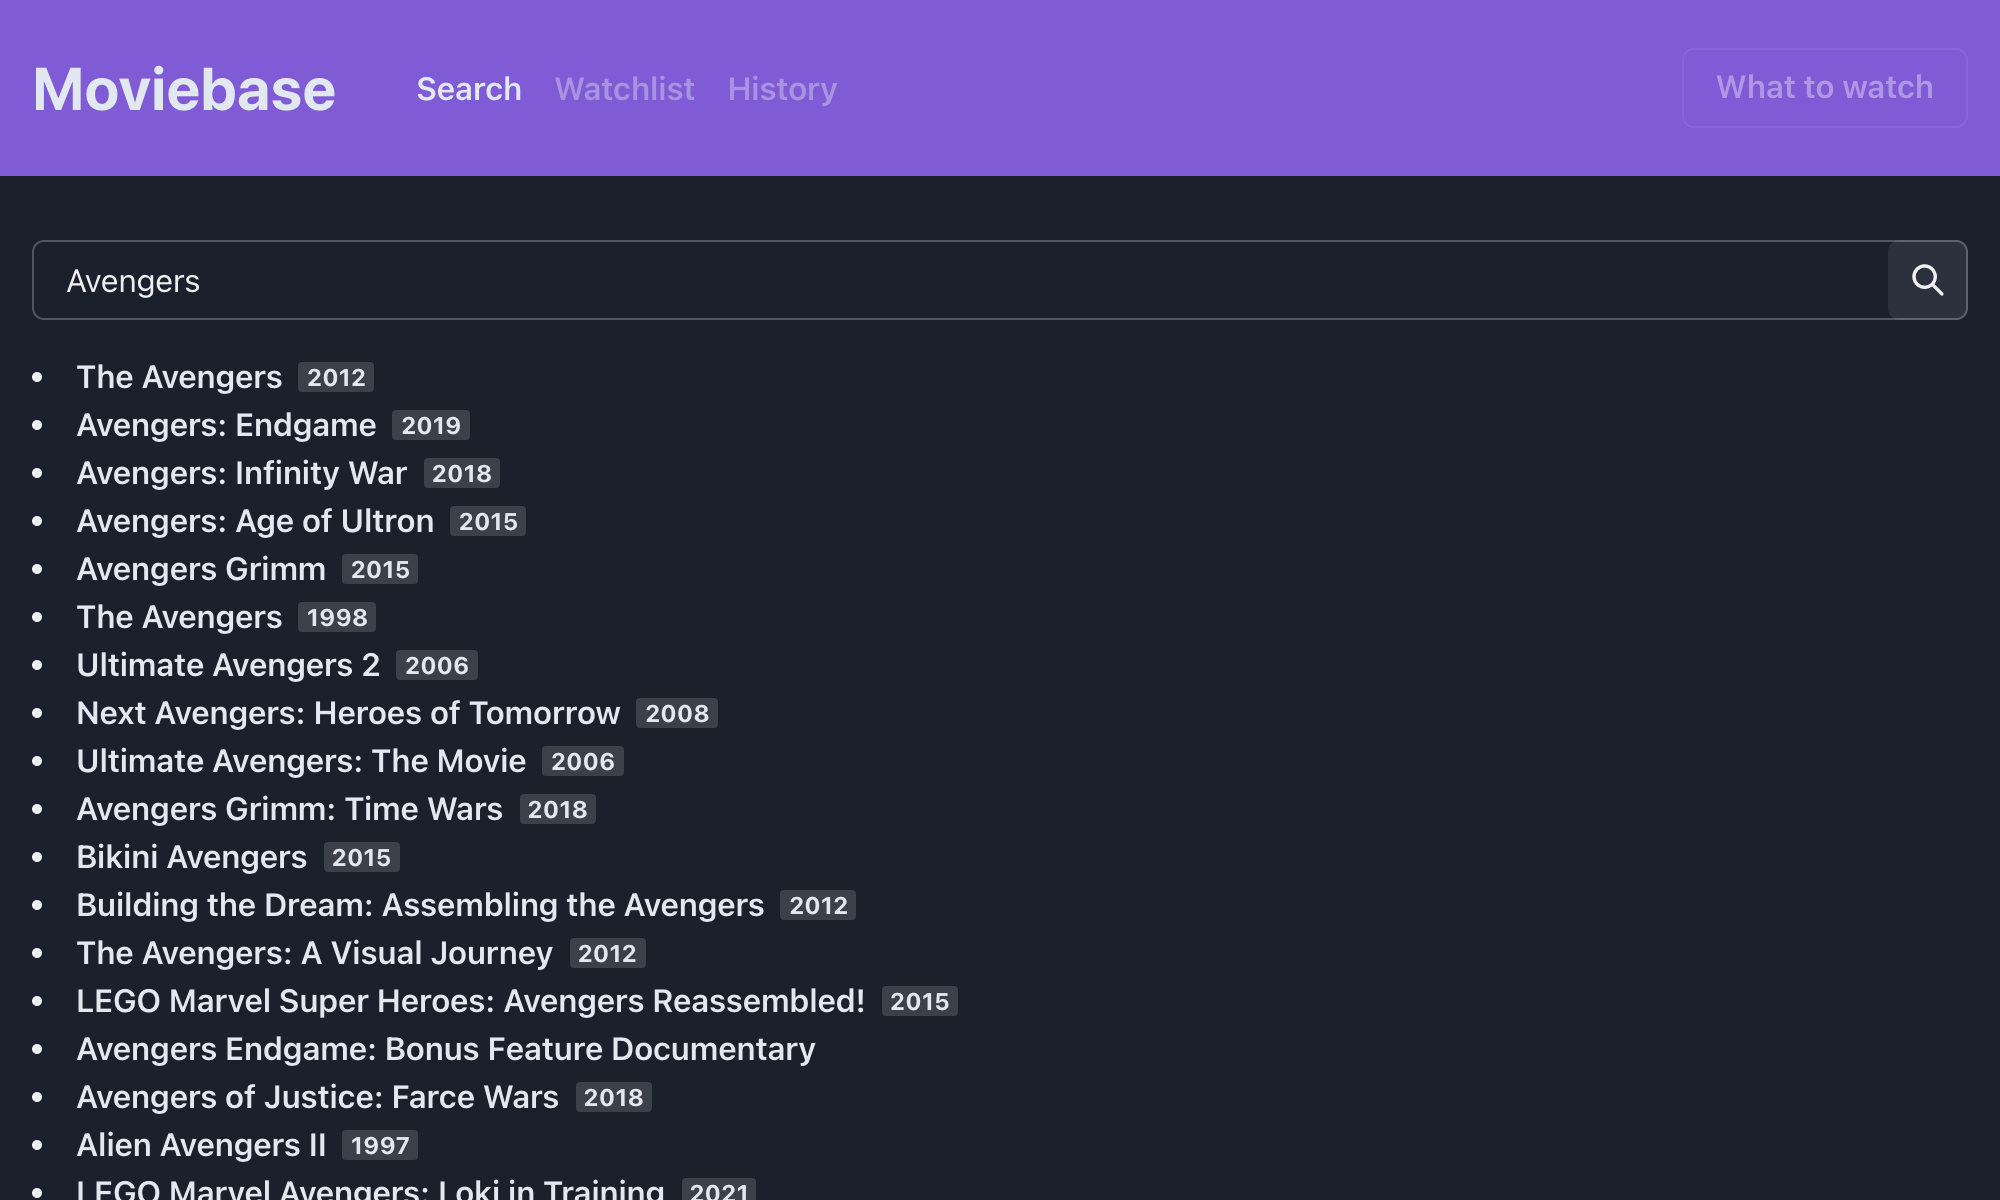 Moviebase Search Watchlist History What to watch
Avengers
The Avengers 2012
Avengers: Endgame 2019
Avengers: Infinity War 2018
Avengers: Age of Ultron 2015
Avengers Grimm 2015
The Avengers 1998
Ultimate Avengers 2 2006
Next Avengers: Heroes of Tomorrow 2008
Ultimate Avengers: The Movie 2006
Avengers Grimm: Time Wars 2018
Bikini Avengers 2015
Building the Dream: Assembling the Avengers 2012
The Avengers: A Visual Journey 2012
LEGO Marvel Super Heroes: Avengers Reassembled! 2015
Avengers Endgame: Bonus Feature Documentary
Avengers of Justice: Farce Wars 2018
Alien Avengers II 1997
LEGO Marvel Avengers: Loki in Training 2021